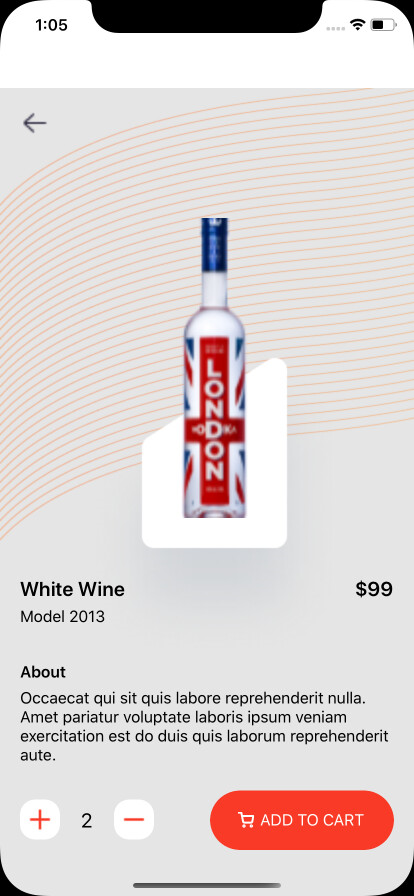 1:05
LONDON
White Wine
$99
Model 2013
About
Occaecat qui sit quis labore reprehenderit nulla.
Amet pariatur voluptate laboris ipsum veniam
exercitation est do duis quis laborum reprehenderit
aute.
2
ADD TO CART